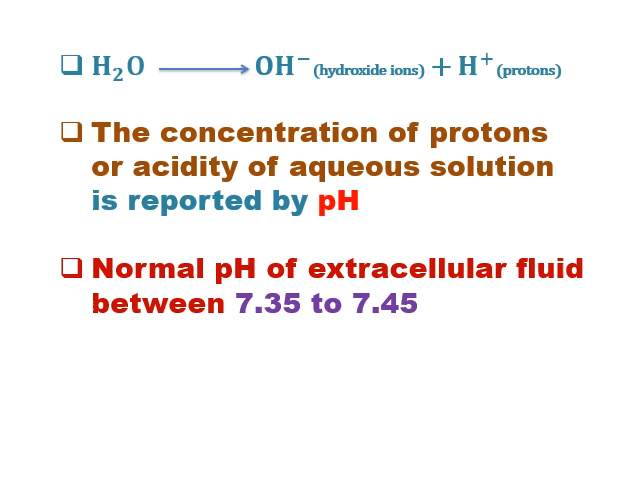 ❑ H₂O ⟶ OH⁻ (hydroxide ions) + H⁺ (protons)
❑ The concentration of protons
or acidity of aqueous solution
is reported by pH
❑ Normal pH of extracellular fluid
between 7.35 to 7.45